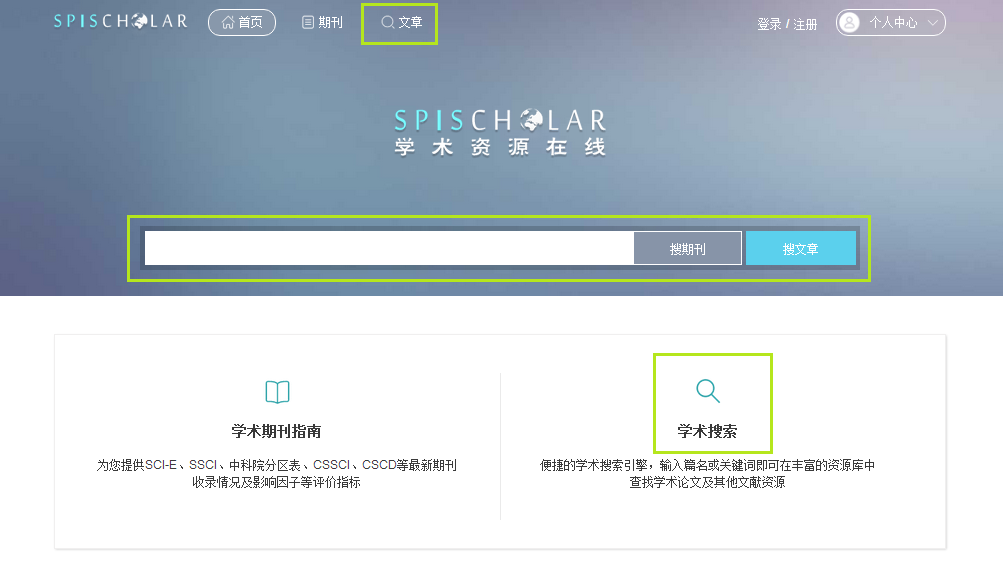 SPISCHOLAR 首页 期刊 文章 登录 / 注册 个人中心
SPISCHOLAR
学术资源在线
搜期刊 搜文章
学术期刊指南
为您提供SCI-E、SSCI、中科院分区表、CSSCI、CSCD等最新期刊
收录情况及影响因子等评价指标
学术搜索
便捷的学术搜索引擎，输入篇名或关键词即可在丰富的资源库中
查找学术论文及其他文献资源